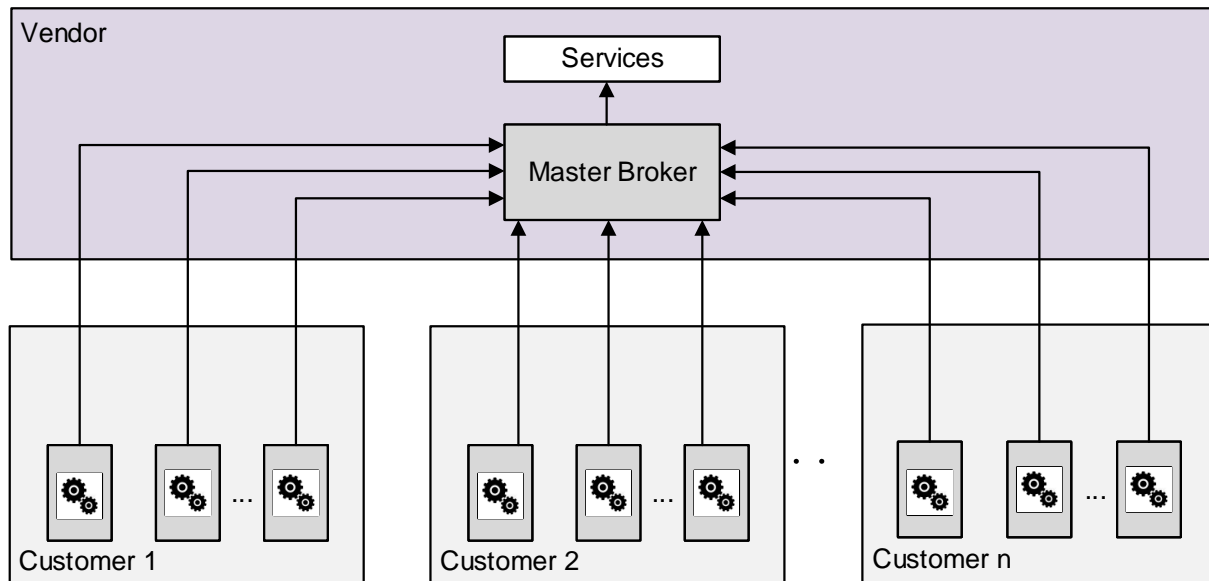 Vendor
Services
Master Broker
...
...
...
. .
Customer 1
Customer 2
Customer n